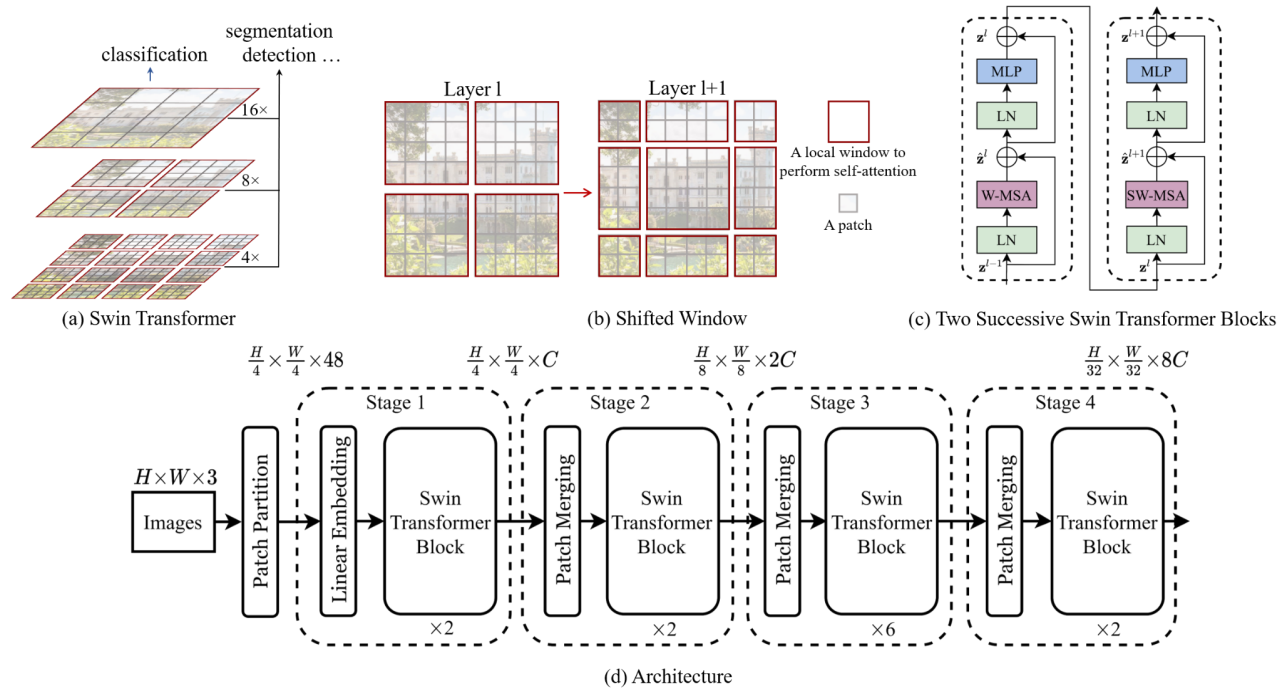 classification
segmentation
detection ...
16×
8×
4×
(a) Swin Transformer
Layer l
Layer l+1
A local window to
perform self-attention
A patch
(b) Shifted Window
z^l
MLP
LN
ẑ^l
W-MSA
LN
z^{l-1}
z^{l+1}
MLP
LN
ẑ^{l+1}
SW-MSA
LN
z^l
(c) Two Successive Swin Transformer Blocks
H/4 × W/4 × 48
H/4 × W/4 × C
H/8 × W/8 × 2C
H/32 × W/32 × 8C
Stage 1
Stage 2
Stage 3
Stage 4
H×W×3
Images
Patch Partition
Linear Embedding
Swin
Transformer
Block
×2
Patch Merging
Swin
Transformer
Block
×2
Patch Merging
Swin
Transformer
Block
×6
Patch Merging
Swin
Transformer
Block
×2
(d) Architecture